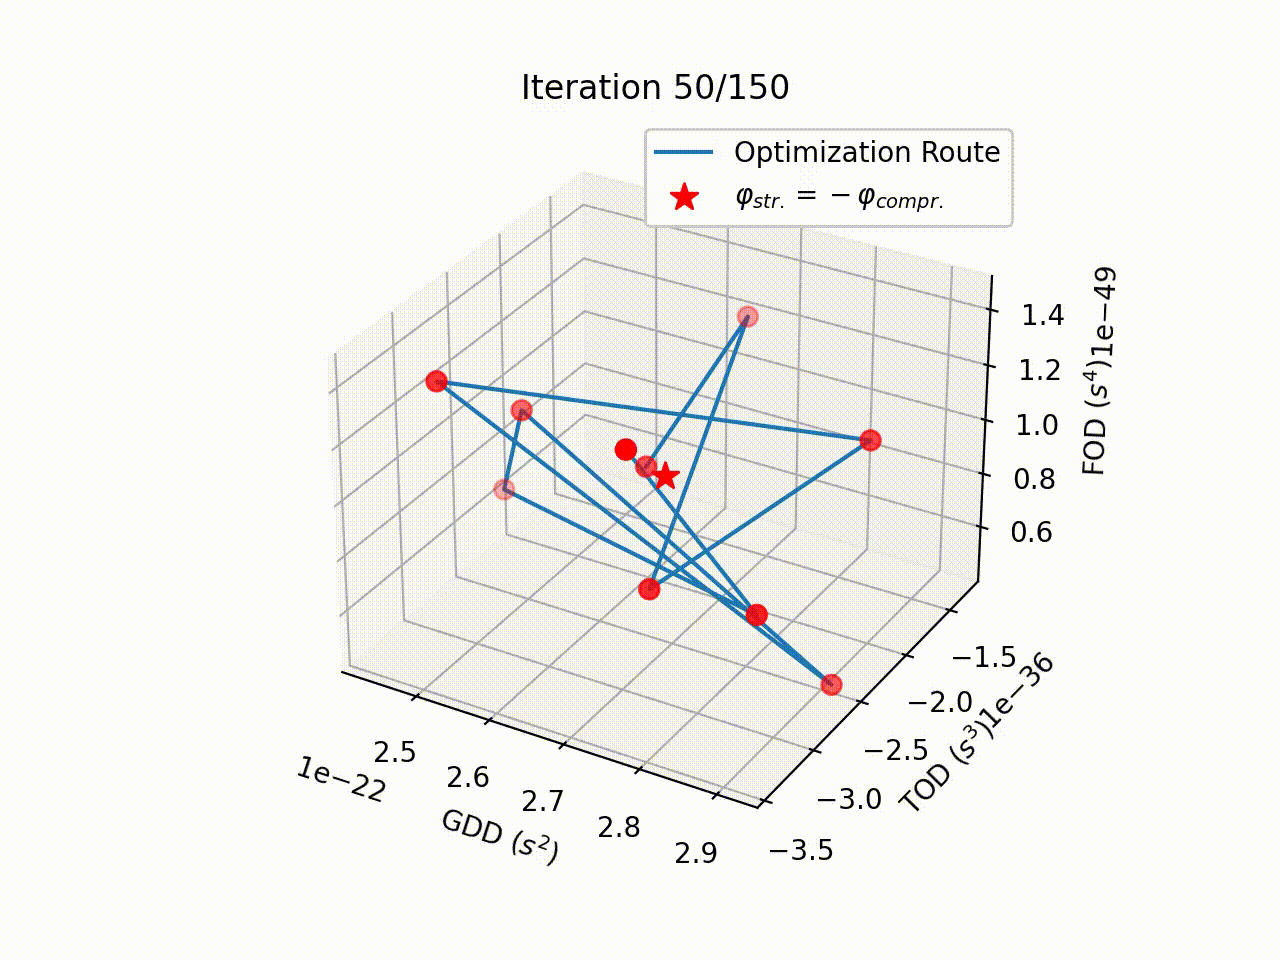 Iteration 50/150
Optimization Route
φstr. = −φcompr.
1.4
1.2
1.0
0.8
0.6
FOD (s⁴)1e−49
−1.5
−2.0
−2.5
−3.0
−3.5
TOD (s³)1e−36
2.5
2.6
2.7
2.8
2.9
1e−22
GDD (s²)